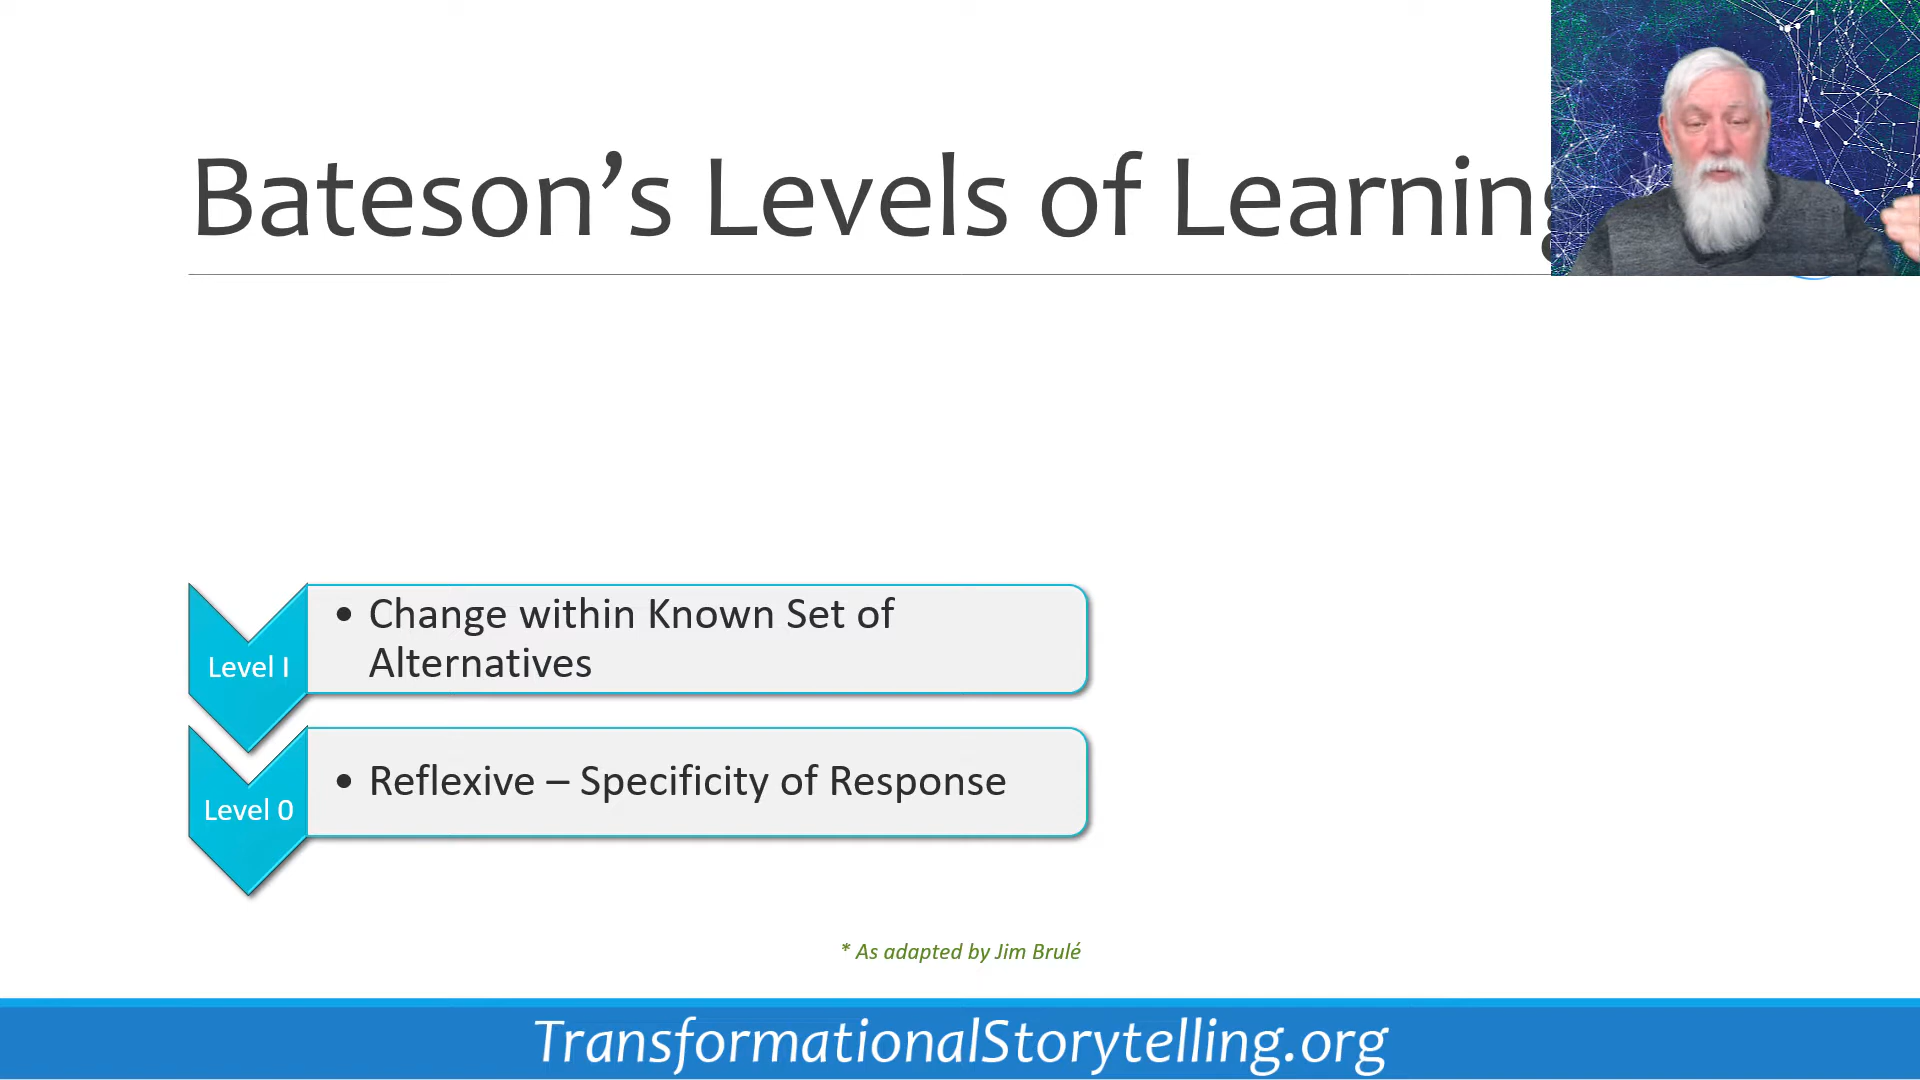 Bateson’s Levels of Learning
• Change within Known Set of
Alternatives
Level I
• Reflexive – Specificity of Response
Level 0
* As adapted by Jim Brulé
TransformationalStorytelling.org